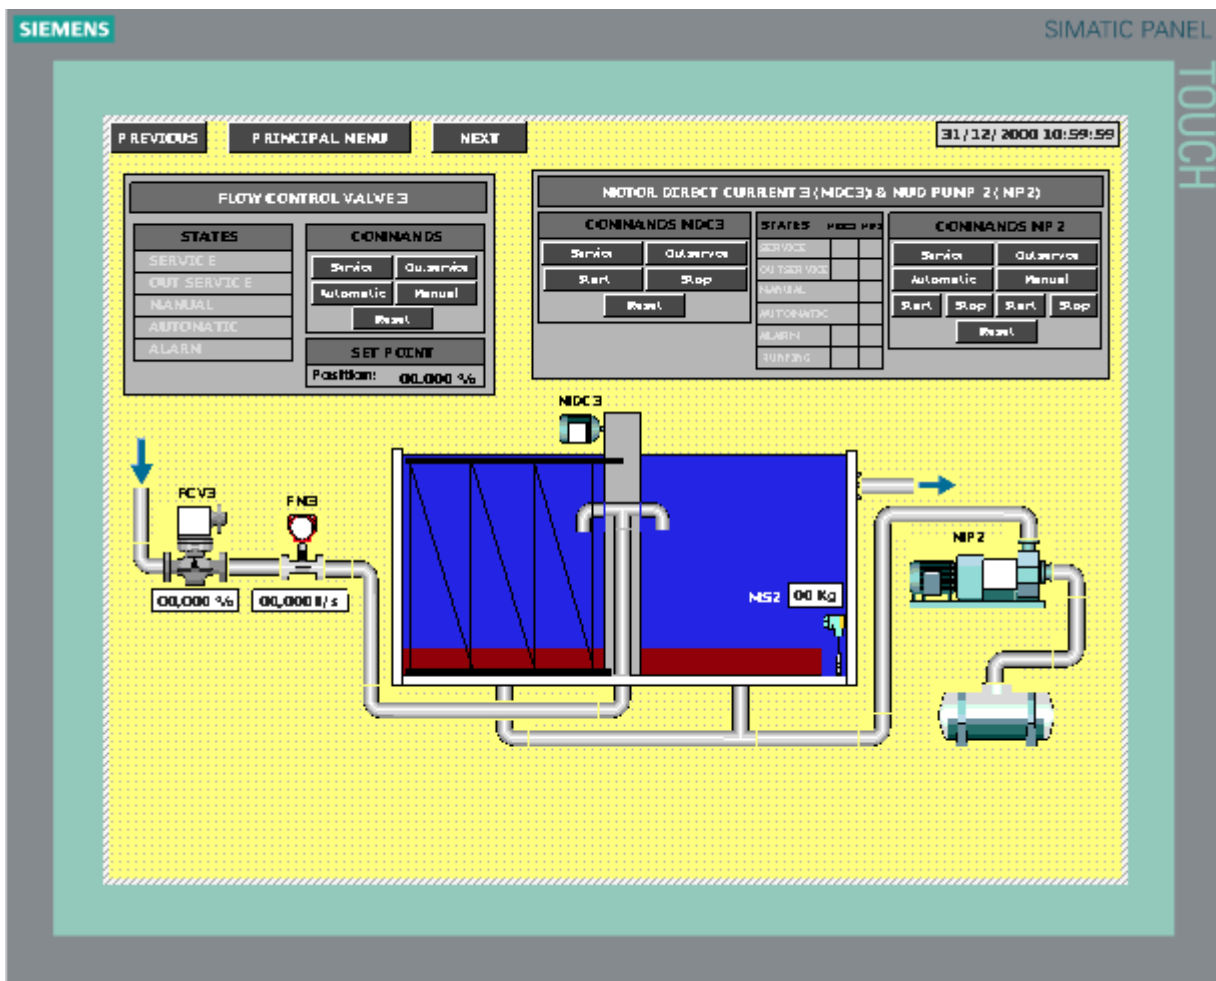 SIEMENS
SIMATIC PANEL
TOUCH
PREVIOUS PRINCIPAL MENU NEXT
31/12/2000 10:59:59
FLOW CONTROL VALVE 3
STATES
SERVICE
OUT SERVICE
MANUAL
AUTOMATIC
ALARM
COMMANDS
Service Outservice
Automatic Manual
Reset
SET POINT
Position: 00,000 %
MOTOR DIRECT CURRENT 3 (MDC3) & MUD PUMP 2 (MP2)
COMMANDS MDC3
Service Outservice
Start Stop
Reset
STATES MDC3 MP2
SERVICE
OUTSERVICE
MANUAL
AUTOMATIC
ALARM
RUNNING
COMMANDS MP2
Service Outservice
Automatic Manual
Start Stop Start Stop
Reset
MDC3
FCV3
FM3
00,000 %
00,000 l/s
MS2 00 Kg
MP2